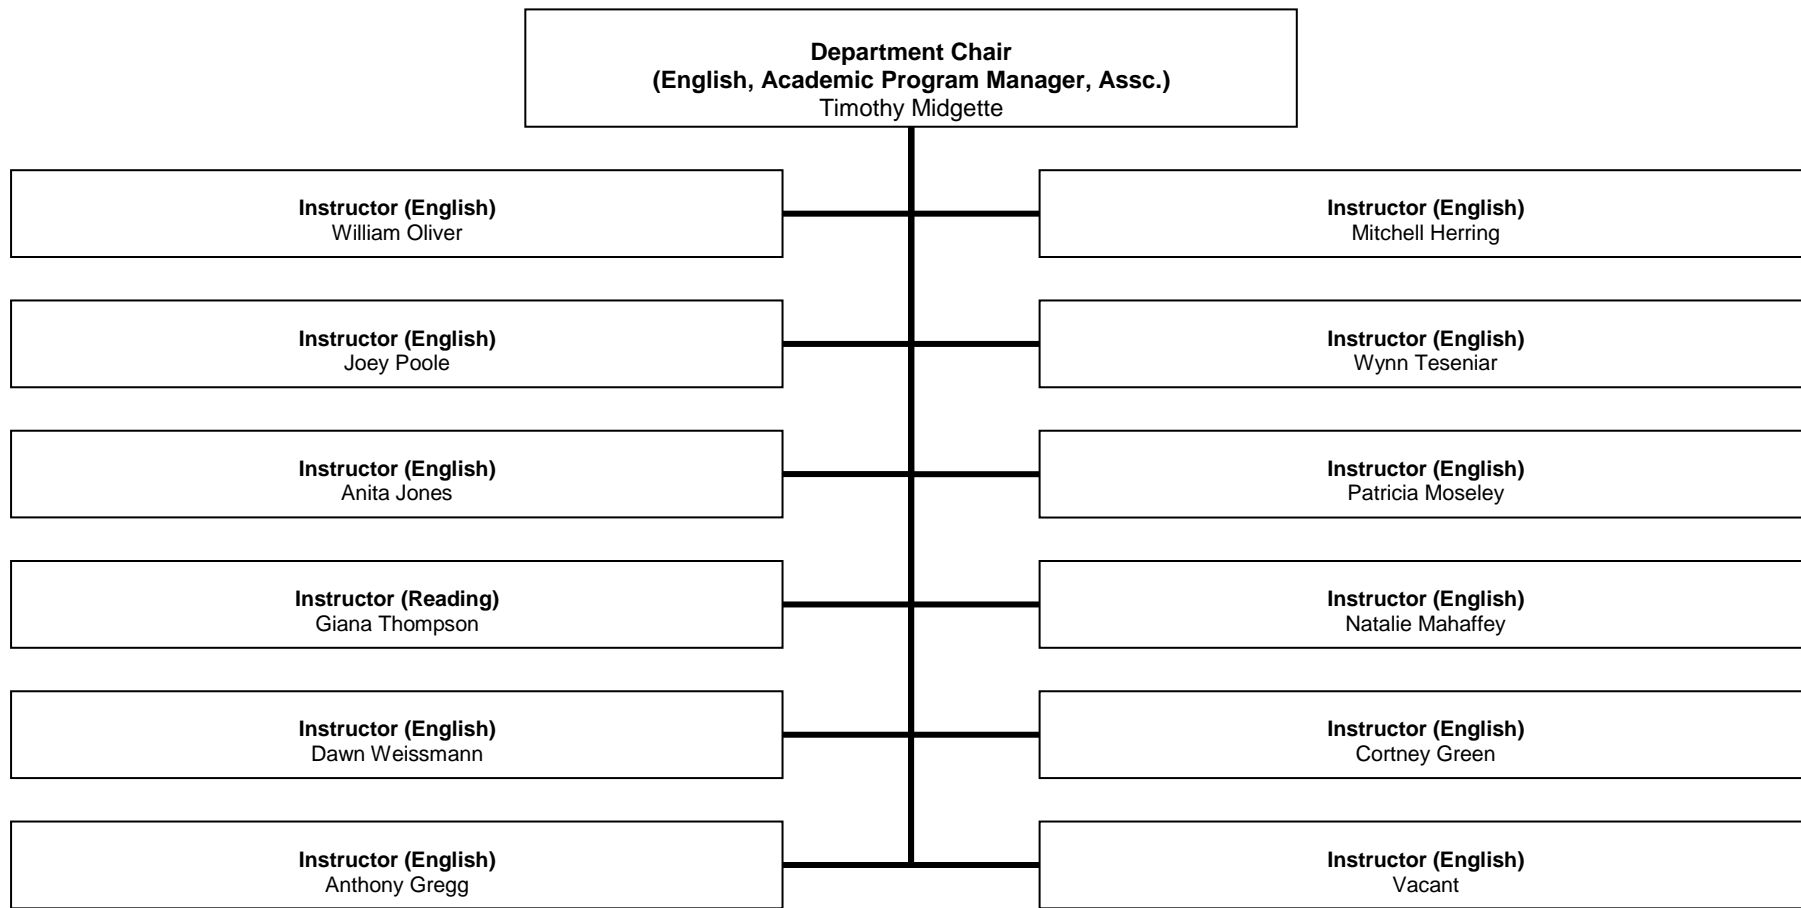 Department Chair
(English, Academic Program Manager, Assc.)
Timothy Midgette
Instructor (English)
William Oliver
Instructor (English)
Mitchell Herring
Instructor (English)
Joey Poole
Instructor (English)
Wynn Teseniar
Instructor (English)
Anita Jones
Instructor (English)
Patricia Moseley
Instructor (Reading)
Giana Thompson
Instructor (English)
Natalie Mahaffey
Instructor (English)
Dawn Weissmann
Instructor (English)
Cortney Green
Instructor (English)
Anthony Gregg
Instructor (English)
Vacant